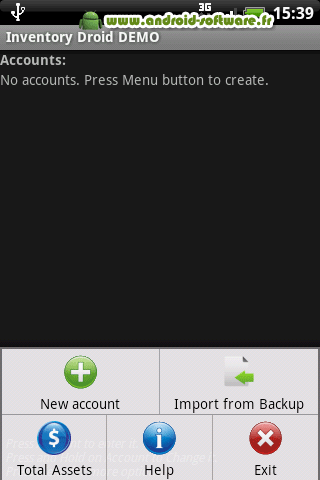 3G
15:39
www.android-software.fr
Inventory Droid DEMO
Accounts:
No accounts. Press Menu button to create.
New account
Import from Backup
$
i
Total Assets
Help
Exit